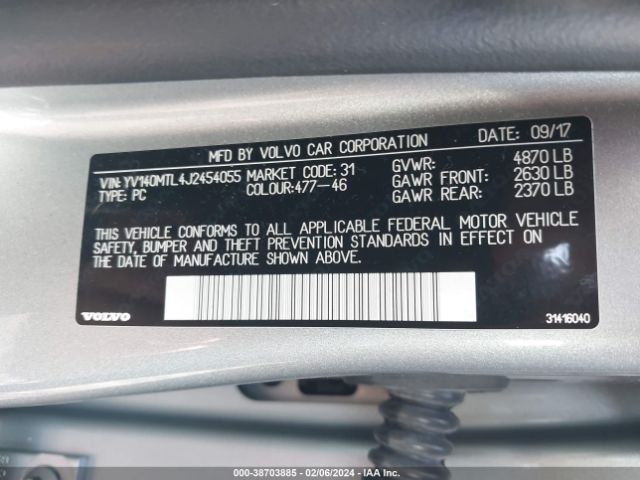 MFD BY VOLVO CAR CORPORATION DATE: 09/17
VIN: YV140MTL4J2454055 MARKET CODE: 31 GVWR: 4870 LB
TYPE: PC COLOUR:477-46 GAWR FRONT: 2630 LB
GAWR REAR: 2370 LB
THIS VEHICLE CONFORMS TO ALL APPLICABLE FEDERAL MOTOR VEHICLE
SAFETY, BUMPER AND THEFT PREVENTION STANDARDS IN EFFECT ON
THE DATE OF MANUFACTURE SHOWN ABOVE.
VOLVO 31416040
000-38703885 - 02/06/2024 - IAA Inc.